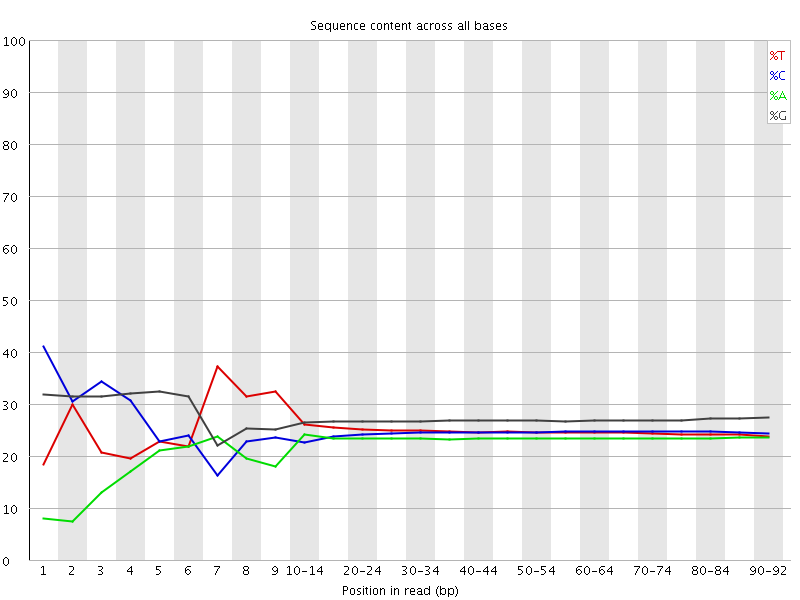 Sequence content across all bases
100
90
80
70
60
50
40
30
20
10
0
%T
%C
%A
%G
1 2 3 4 5 6 7 8 9 10-14 20-24 30-34 40-44 50-54 60-64 70-74 80-84 90-92
Position in read (bp)